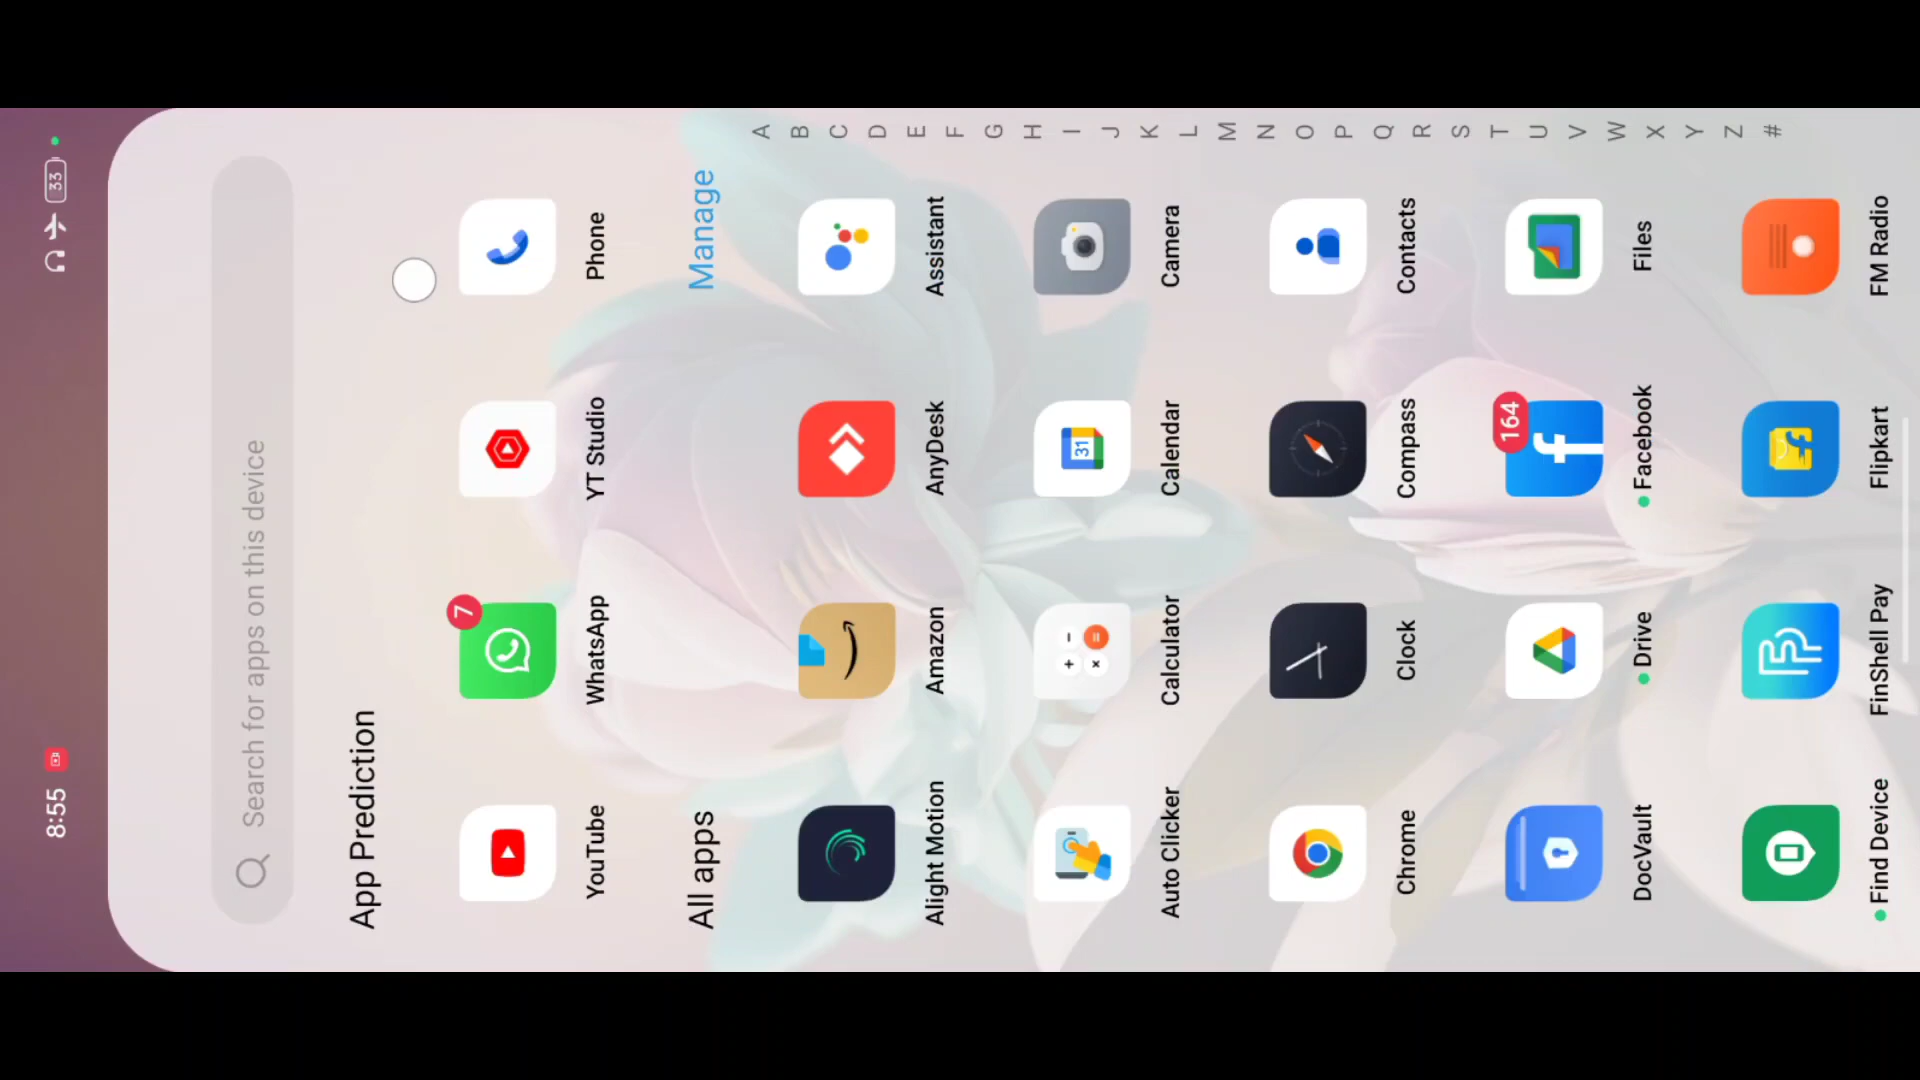 8:55
33
Search for apps on this device
App Prediction
7
YouTube
WhatsApp
YT Studio
Phone
All apps
Manage
Alight Motion
Amazon
AnyDesk
Assistant
31
Auto Clicker
Calculator
Calendar
Camera
Chrome
Clock
Compass
Contacts
164
DocVault
Drive
Facebook
Files
Find Device
FinShell Pay
Flipkart
FM Radio
A
B
C
D
E
F
G
H
I
J
K
L
M
N
O
P
Q
R
S
T
U
V
W
X
Y
Z
#